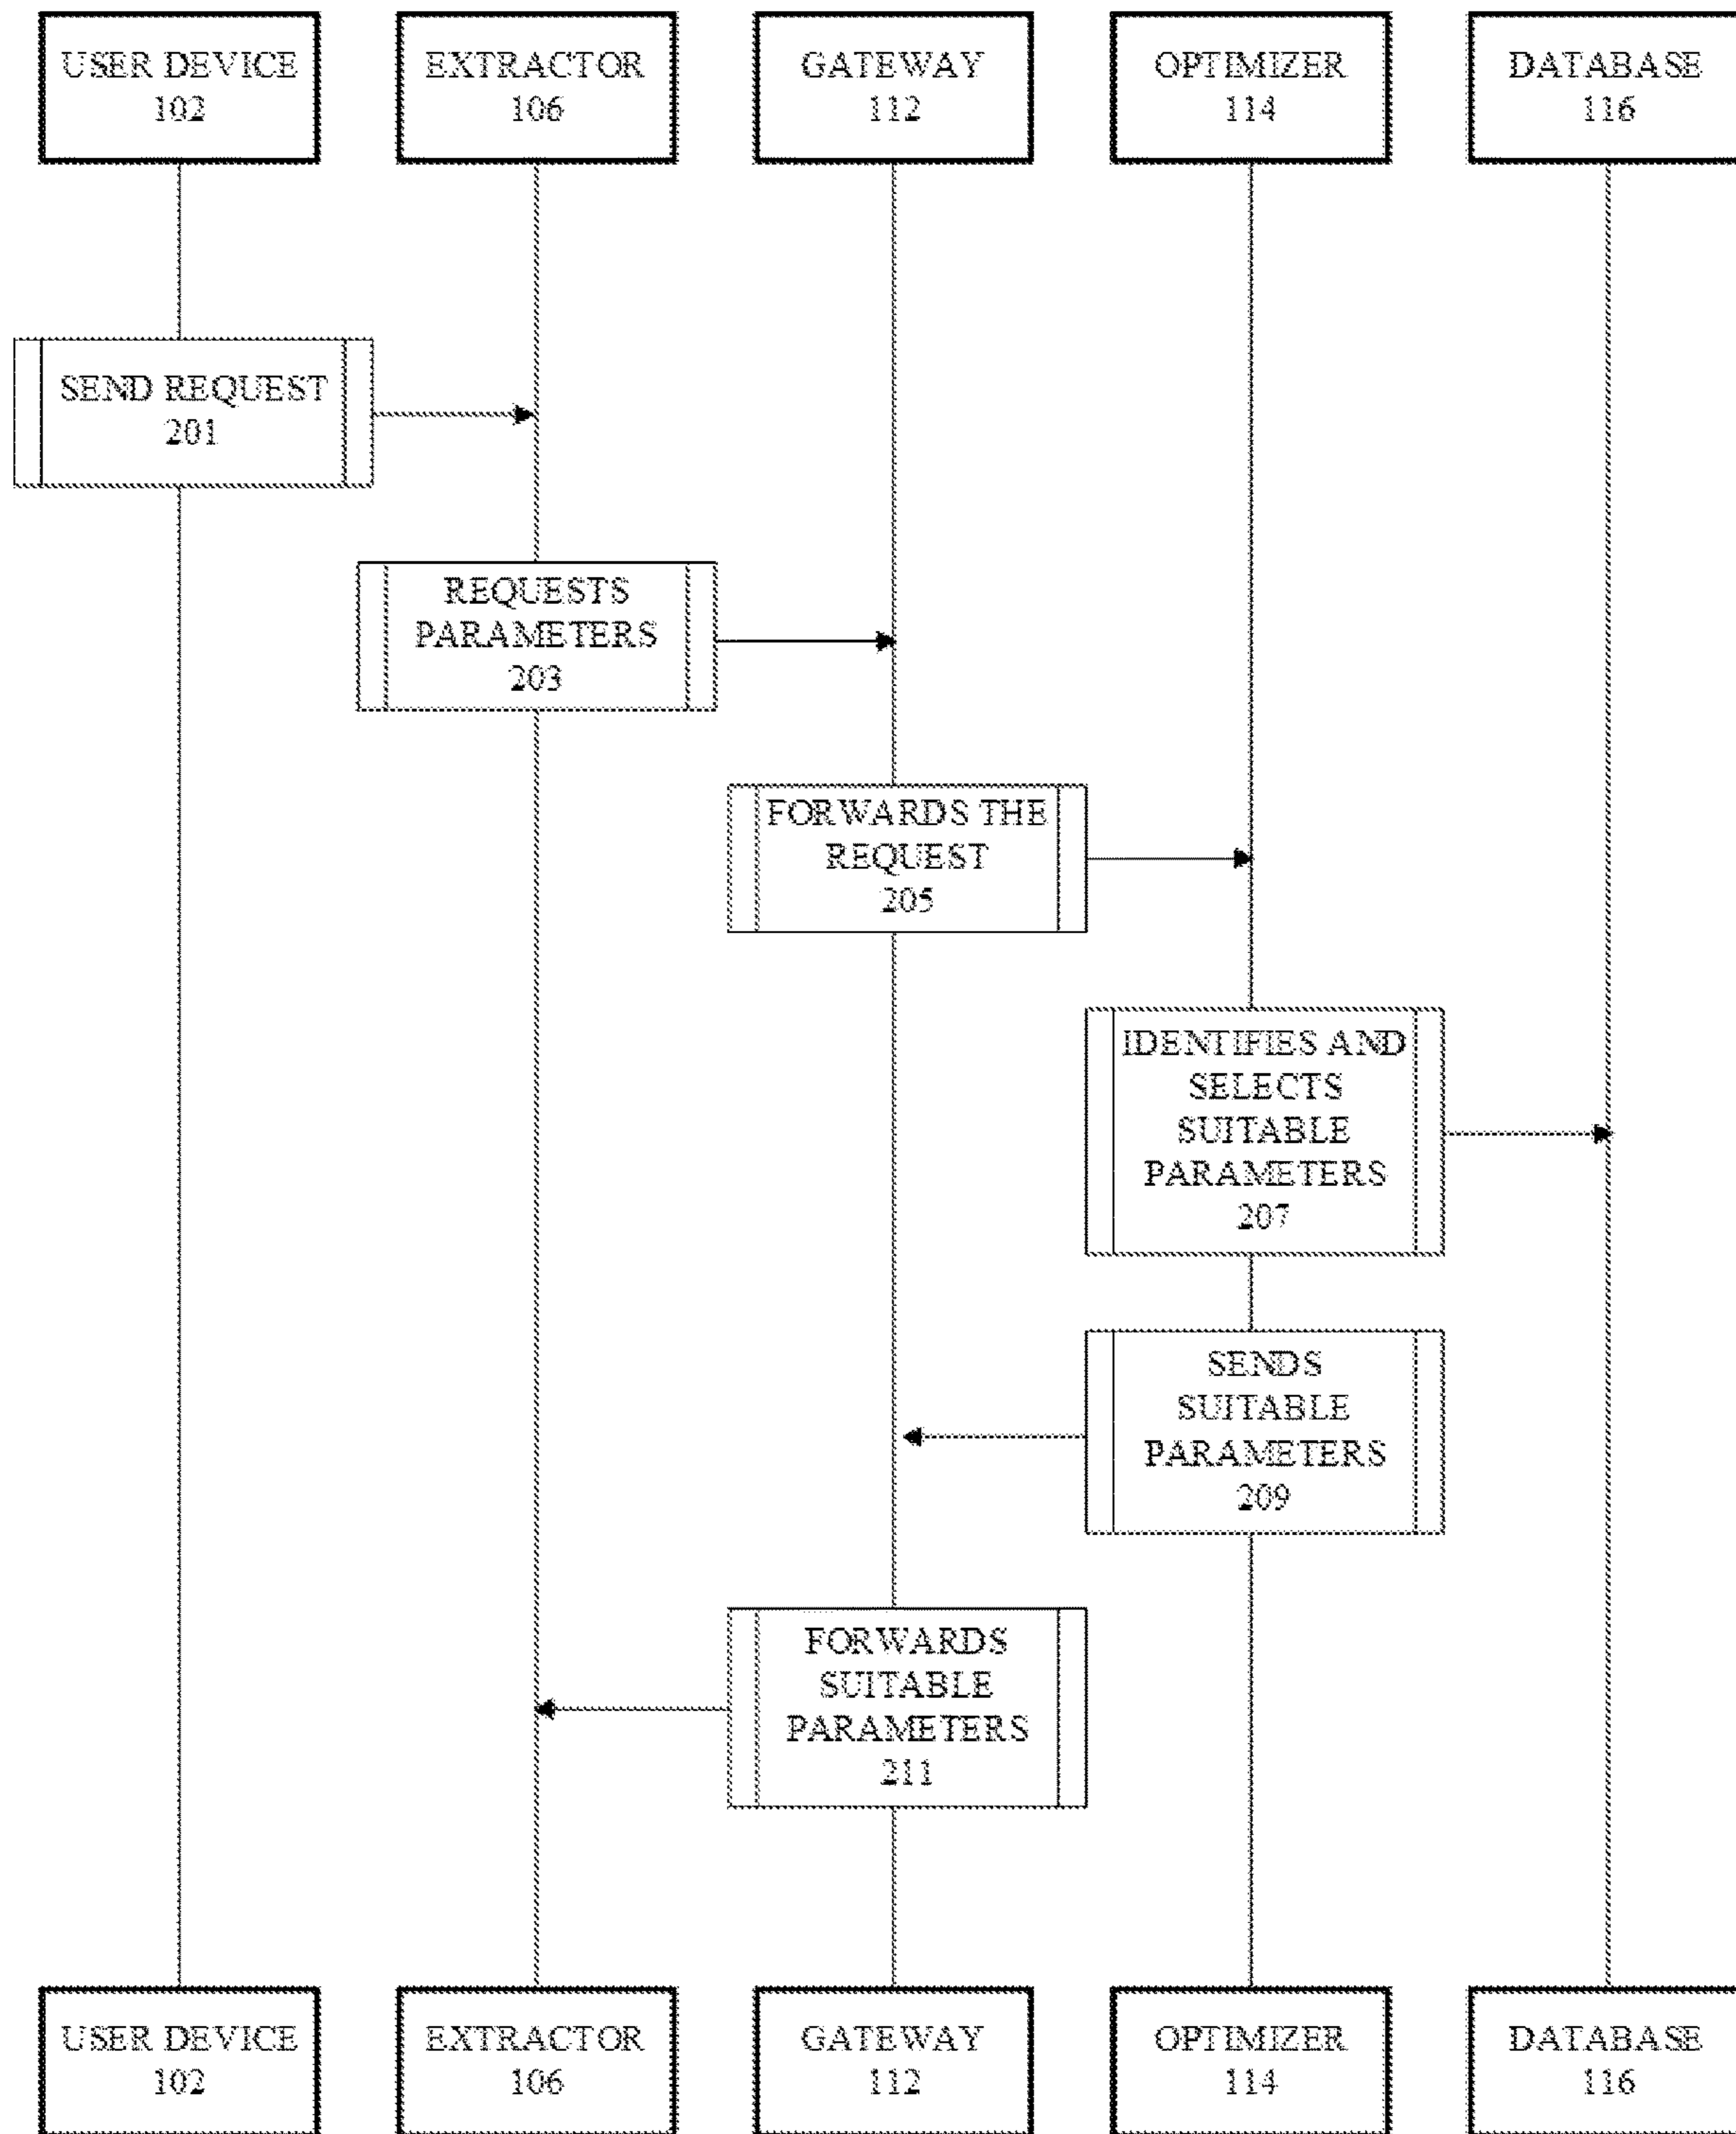 USER DEVICE
102
EXTRACTOR
106
GATEWAY
112
OPTIMIZER
114
DATABASE
116
SEND REQUEST
201
REQUESTS
PARAMETERS
203
FORWARDS THE
REQUEST
205
IDENTIFIES AND
SELECTS
SUITABLE
PARAMETERS
207
SENDS
SUITABLE
PARAMETERS
209
FORWARDS
SUITABLE
PARAMETERS
211
USER DEVICE
102
EXTRACTOR
106
GATEWAY
112
OPTIMIZER
114
DATABASE
116